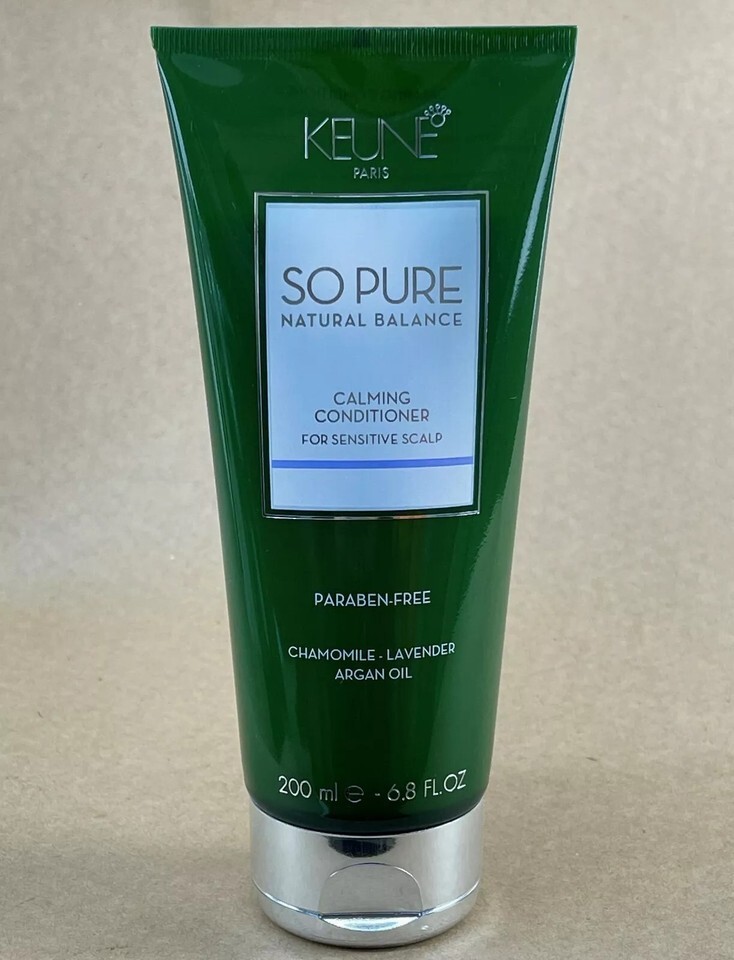 KEUNE
PARIS
SO PURE
NATURAL BALANCE
CALMING
CONDITIONER
FOR SENSITIVE SCALP
PARABEN-FREE
CHAMOMILE - LAVENDER
ARGAN OIL
200 ml ℮ - 6.8 FL.OZ